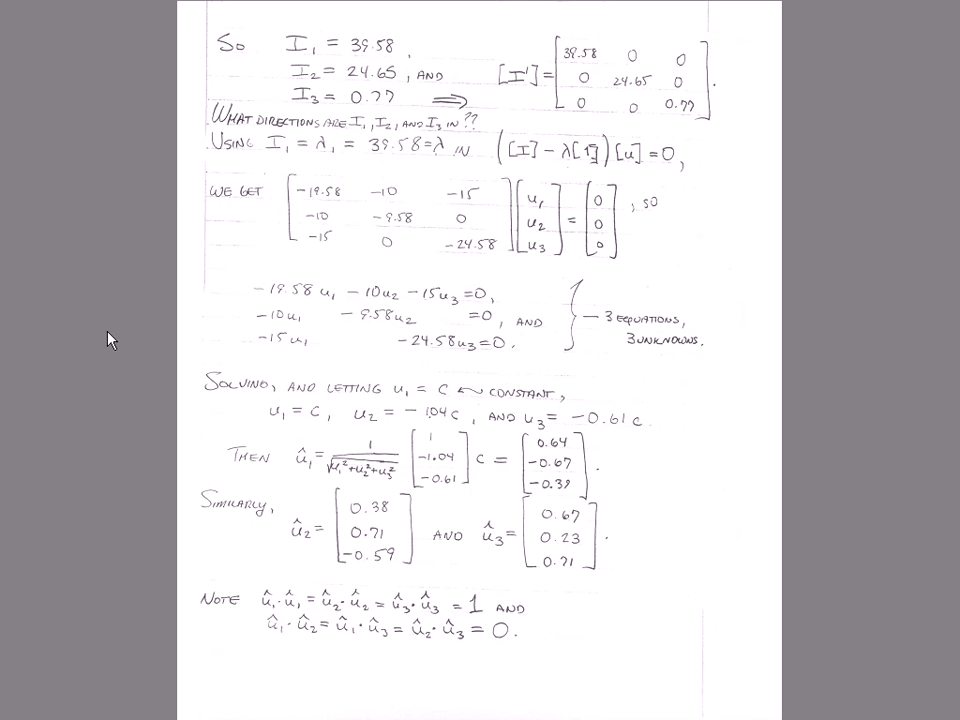 So I₁ = 39.58,
I₂ = 24.65, AND [I'] = [39.58 0 0; 0 24.65 0; 0 0 0.77].
I₃ = 0.77 ⟹
WHAT DIRECTIONS ARE I₁, I₂, AND I₃ IN??
USING I₁ = λ₁ = 39.58 = λ IN ([I] - λ[1])[u] = 0,
WE GET [-19.58 -10 -15; -10 -9.58 0; -15 0 -24.58] [u₁; u₂; u₃] = [0; 0; 0], SO
-19.58 u₁ - 10u₂ - 15u₃ = 0,
-10u₁ - 9.58u₂ = 0, AND } — 3 EQUATIONS,
3 UNKNOWNS.
-15u₁ - 24.58u₃ = 0.
SOLVING, AND LETTING u₁ = C ← CONSTANT,
u₁ = C, u₂ = -1.04 C, AND u₃ = -0.61 C.
THEN û₁ = 1/√(u₁²+u₂²+u₃²) [1; -1.04; -0.61] C = [0.64; -0.67; -0.39].
SIMILARLY,
û₂ = [0.38; 0.71; -0.59] AND û₃ = [0.67; 0.23; 0.71].
NOTE û₁·û₁ = û₂·û₂ = û₃·û₃ = 1 AND
û₁·û₂ = û₁·û₃ = û₂·û₃ = 0.